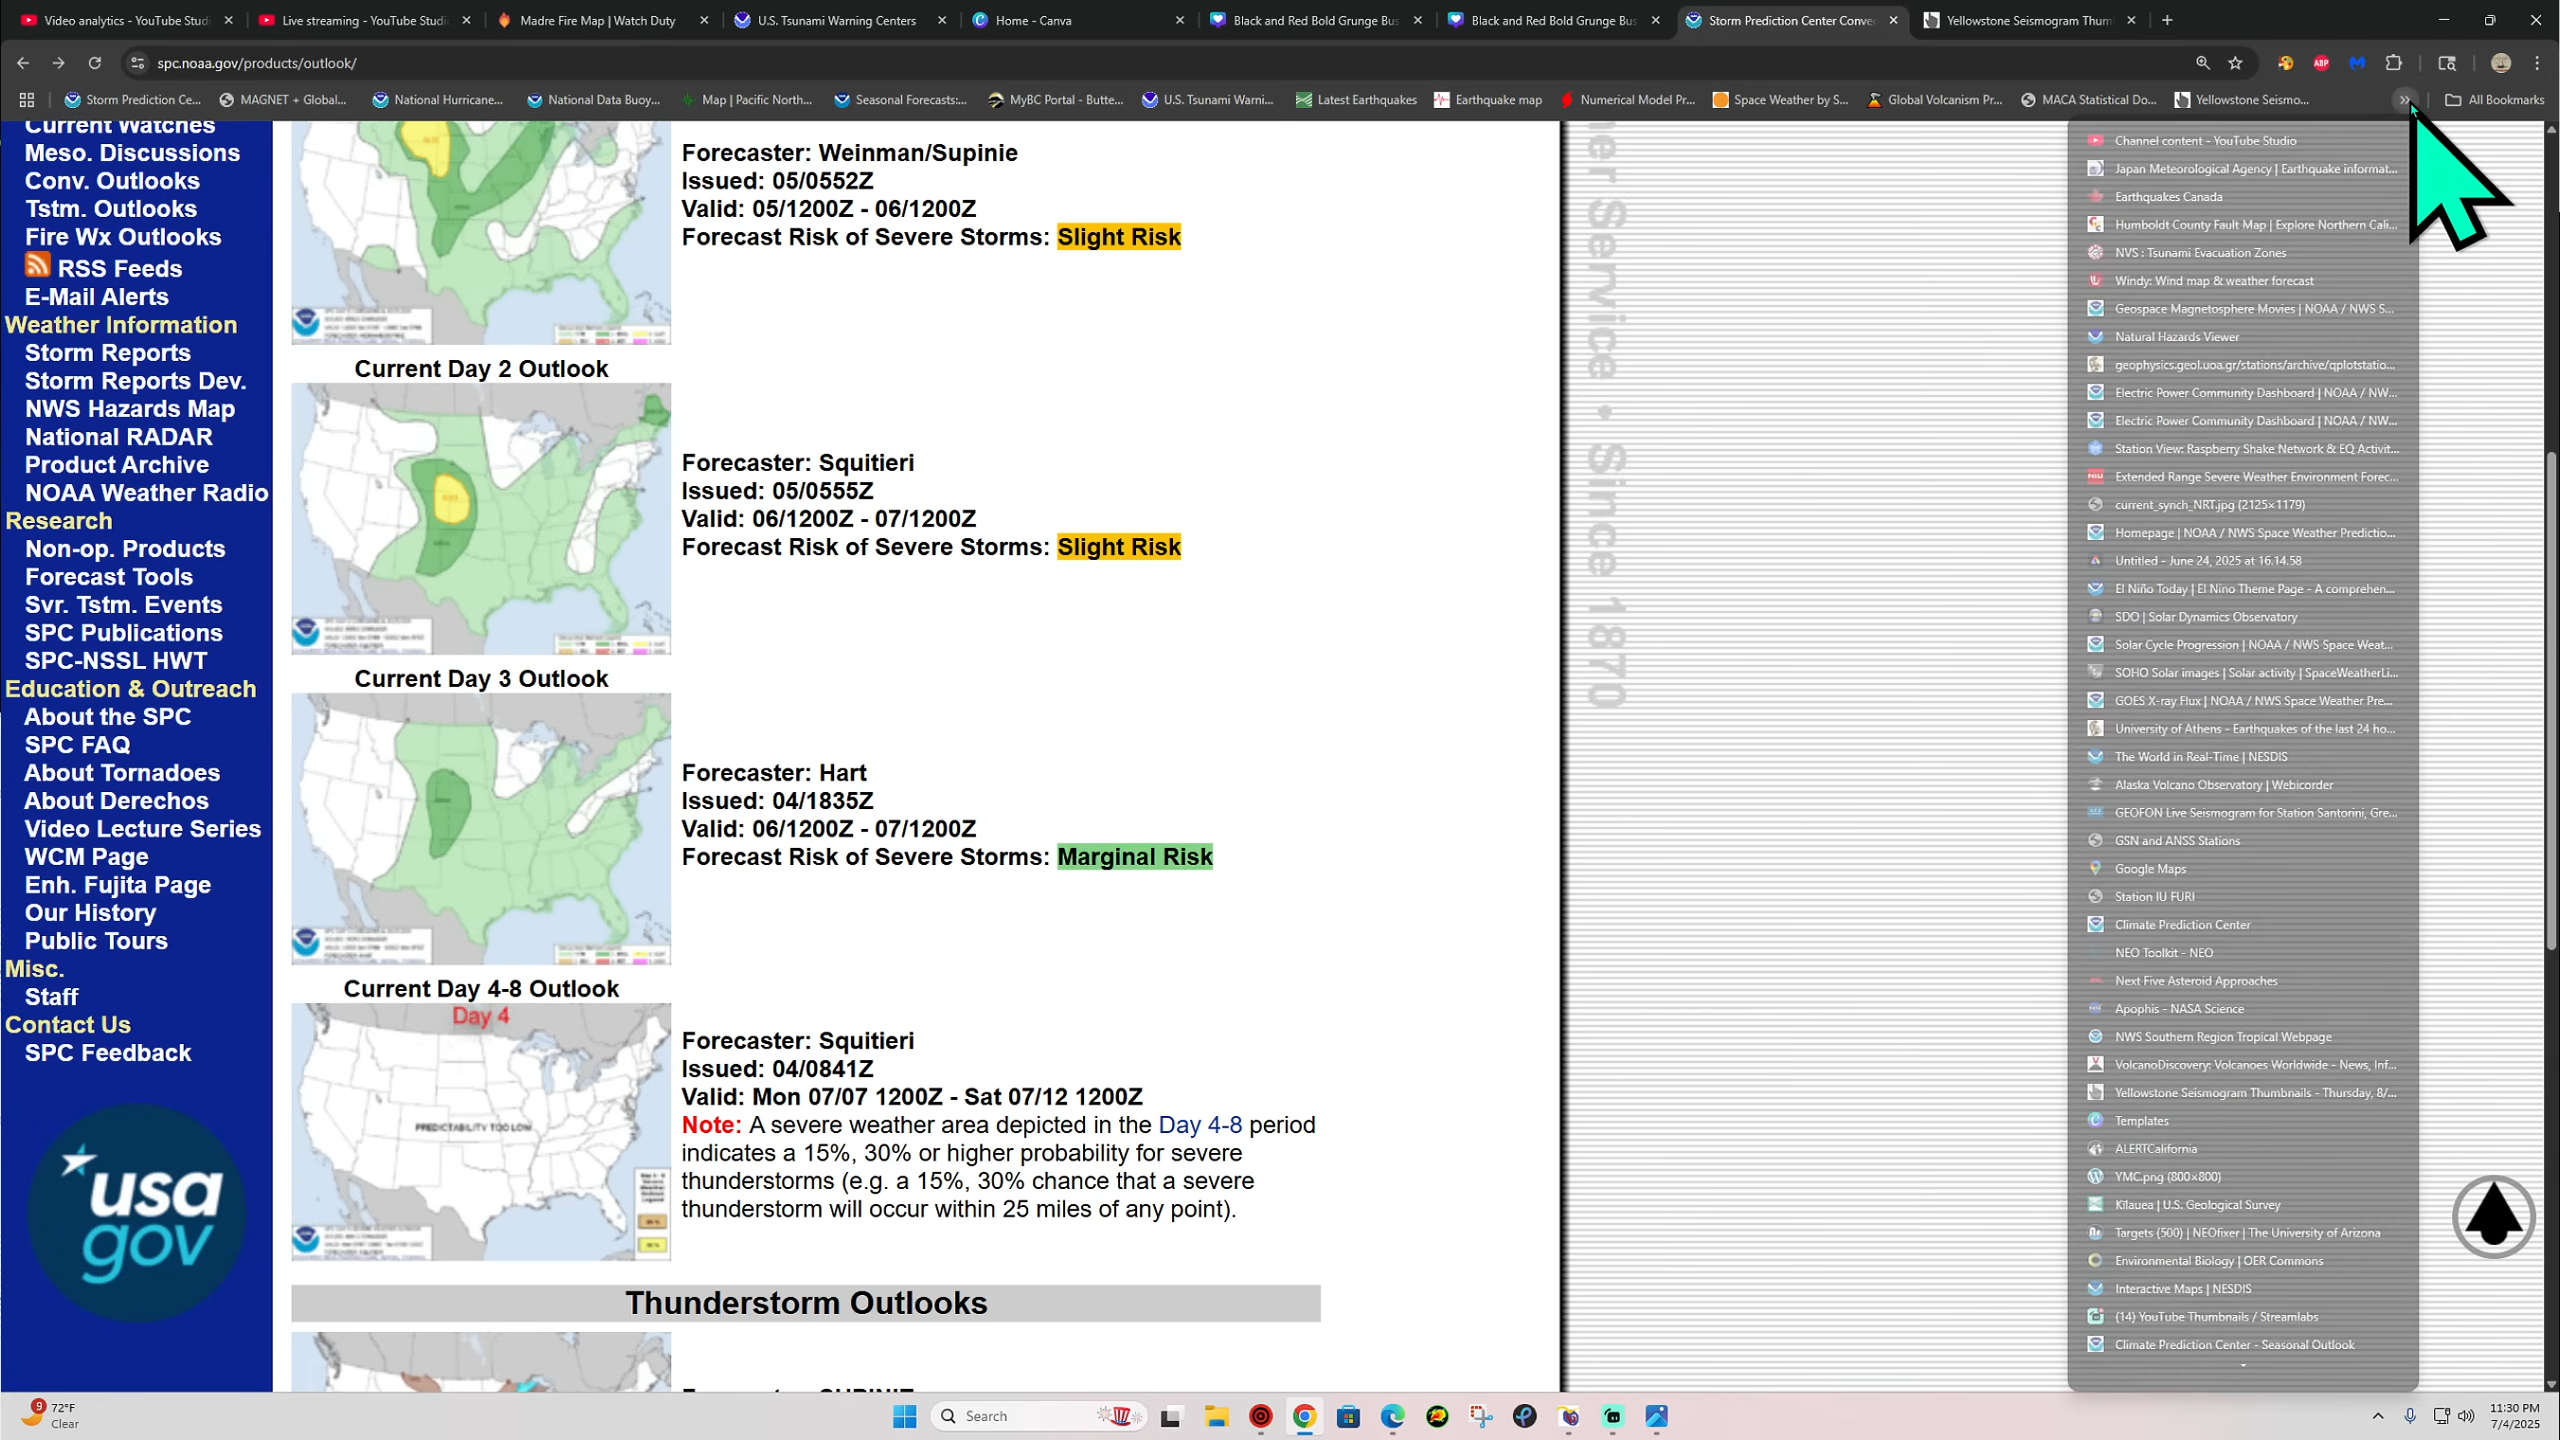 Video analytics - YouTube Studi
Live streaming - YouTube Studi
Madre Fire Map | Watch Duty
U.S. Tsunami Warning Centers
Home - Canva
Black and Red Bold Grunge Bus
Black and Red Bold Grunge Bus
Storm Prediction Center Conve
Yellowstone Seismogram Thum
spc.noaa.gov/products/outlook/
ABP
Storm Prediction Ce...
MAGNET + Global...
National Hurricane...
National Data Buoy...
Map | Pacific North...
Seasonal Forecasts:...
MyBC Portal - Butte...
U.S. Tsunami Warni...
Latest Earthquakes
Earthquake map
Numerical Model Pr...
Space Weather by S...
Global Volcanism Pr...
MACA Statistical Do...
Yellowstone Seismo...
All Bookmarks
Current Watches
Meso. Discussions
Conv. Outlooks
Tstm. Outlooks
Fire Wx Outlooks
RSS Feeds
E-Mail Alerts
Weather Information
Storm Reports
Storm Reports Dev.
NWS Hazards Map
National RADAR
Product Archive
NOAA Weather Radio
Research
Non-op. Products
Forecast Tools
Svr. Tstm. Events
SPC Publications
SPC-NSSL HWT
Education & Outreach
About the SPC
SPC FAQ
About Tornadoes
About Derechos
Video Lecture Series
WCM Page
Enh. Fujita Page
Our History
Public Tours
Misc.
Staff
Contact Us
SPC Feedback
usa
gov
Forecaster: Weinman/Supinie
Issued: 05/0552Z
Valid: 05/1200Z - 06/1200Z
Forecast Risk of Severe Storms: Slight Risk
Current Day 2 Outlook
Forecaster: Squitieri
Issued: 05/0555Z
Valid: 06/1200Z - 07/1200Z
Forecast Risk of Severe Storms: Slight Risk
Current Day 3 Outlook
Forecaster: Hart
Issued: 04/1835Z
Valid: 06/1200Z - 07/1200Z
Forecast Risk of Severe Storms: Marginal Risk
Current Day 4-8 Outlook
Day 4
PREDICTABILITY TOO LOW
Forecaster: Squitieri
Issued: 04/0841Z
Valid: Mon 07/07 1200Z - Sat 07/12 1200Z
Note: A severe weather area depicted in the Day 4-8 period
indicates a 15%, 30% or higher probability for severe
thunderstorms (e.g. a 15%, 30% chance that a severe
thunderstorm will occur within 25 miles of any point).
Thunderstorm Outlooks
her Service • Since 1870
Channel content - YouTube Studio
Japan Meteorological Agency | Earthquake informat...
Earthquakes Canada
Humboldt County Fault Map | Explore Northern Cali...
NVS : Tsunami Evacuation Zones
Windy: Wind map & weather forecast
Geospace Magnetosphere Movies | NOAA / NWS S...
Natural Hazards Viewer
geophysics.geol.uoa.gr/stations/archive/qplotstatio...
Electric Power Community Dashboard | NOAA / NW...
Electric Power Community Dashboard | NOAA / NW...
Station View: Raspberry Shake Network & EQ Activit...
Extended Range Severe Weather Environment Forec...
current_synch_NRT.jpg (2125×1179)
Homepage | NOAA / NWS Space Weather Predictio...
Untitled - June 24, 2025 at 16.14.58
El Niño Today | El Nino Theme Page - A comprehen...
SDO | Solar Dynamics Observatory
Solar Cycle Progression | NOAA / NWS Space Weat...
SOHO Solar images | Solar activity | SpaceWeatherLi...
GOES X-ray Flux | NOAA / NWS Space Weather Pre...
University of Athens - Earthquakes of the last 24 ho...
The World in Real-Time | NESDIS
Alaska Volcano Observatory | Webicorder
GEOFON Live Seismogram for Station Santorini, Gre...
GSN and ANSS Stations
Google Maps
Station IU FURI
Climate Prediction Center
NEO Toolkit - NEO
Next Five Asteroid Approaches
Apophis - NASA Science
NWS Southern Region Tropical Webpage
VolcanoDiscovery: Volcanoes Worldwide - News, Inf...
Yellowstone Seismogram Thumbnails - Thursday, 8/...
Templates
ALERTCalifornia
YMC.png (800×800)
Kīlauea | U.S. Geological Survey
Targets (500) | NEOfixer | The University of Arizona
Environmental Biology | OER Commons
Interactive Maps | NESDIS
(14) YouTube Thumbnails / Streamlabs
Climate Prediction Center - Seasonal Outlook
9
72°F
Clear
Search
11:30 PM
7/4/2025